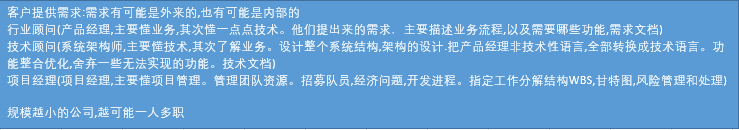 客户提供需求:需求有可能是外来的,也有可能是内部的
行业顾问(产品经理,主要懂业务,其次懂一点点技术。他们提出来的需求．主要描述业务流程,以及需要哪些功能,需求文档)
技术顾问(系统架构师,主要懂技术,其次了解业务。设计整个系统结构,架构的设计.把产品经理非技术性语言,全部转换成技术语言。功
能整合优化,舍弃一些无法实现的功能。技术文档)
项目经理(项目经理,主要懂项目管理。管理团队资源。招募队员,经济问题,开发进程。指定工作分解结构WBS,甘特图,风险管理和处理)
规模越小的公司,越可能一人多职